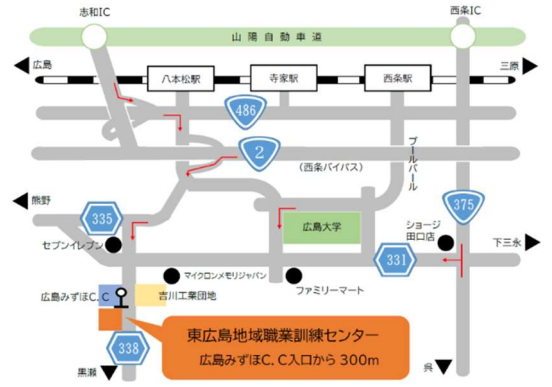 志和IC
西条IC
山陽自動車道
広島
八本松駅
寺家駅
西条駅
三原
486
2
(西条バイパス)
ブールバール
熊野
335
375
セブンイレブン
広島大学
ショージ
田口店
下三永
331
マイクロンメモリジャパン
ファミリーマート
広島みずほC.C
吉川工業団地
東広島地域職業訓練センター
広島みずほC.C入口から300m
338
黒瀬
呉